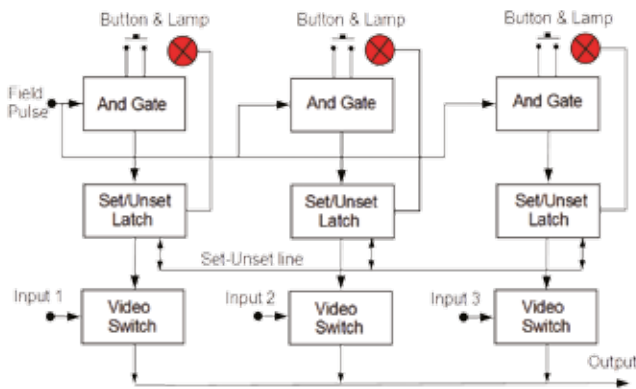 Button & Lamp
Button & Lamp
Button & Lamp
Field
Pulse
And Gate
And Gate
And Gate
Set/Unset
Latch
Set/Unset
Latch
Set/Unset
Latch
Set-Unset line
Input 1
Video
Switch
Input 2
Video
Switch
Input 3
Video
Switch
Output